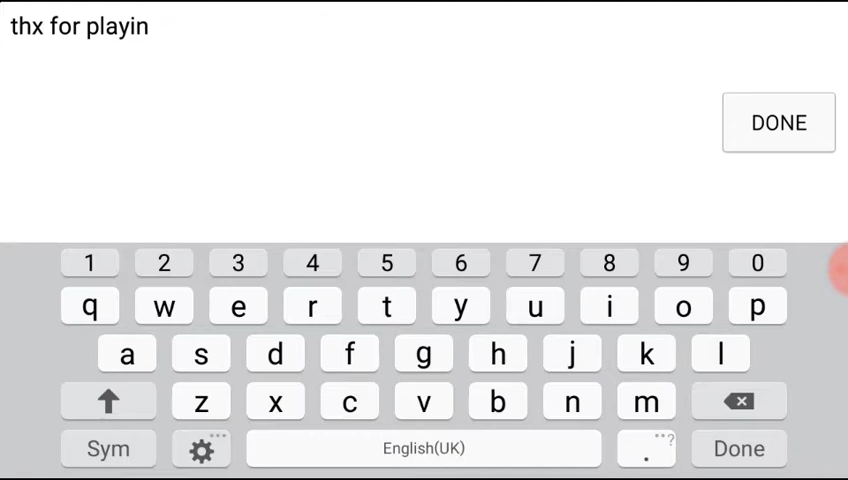 thx for playin
DONE
1 2 3 4 5 6 7 8 9 0
q w e r t y u i o p
a s d f g h j k l
z x c v b n m
Sym English(UK) . ? Done